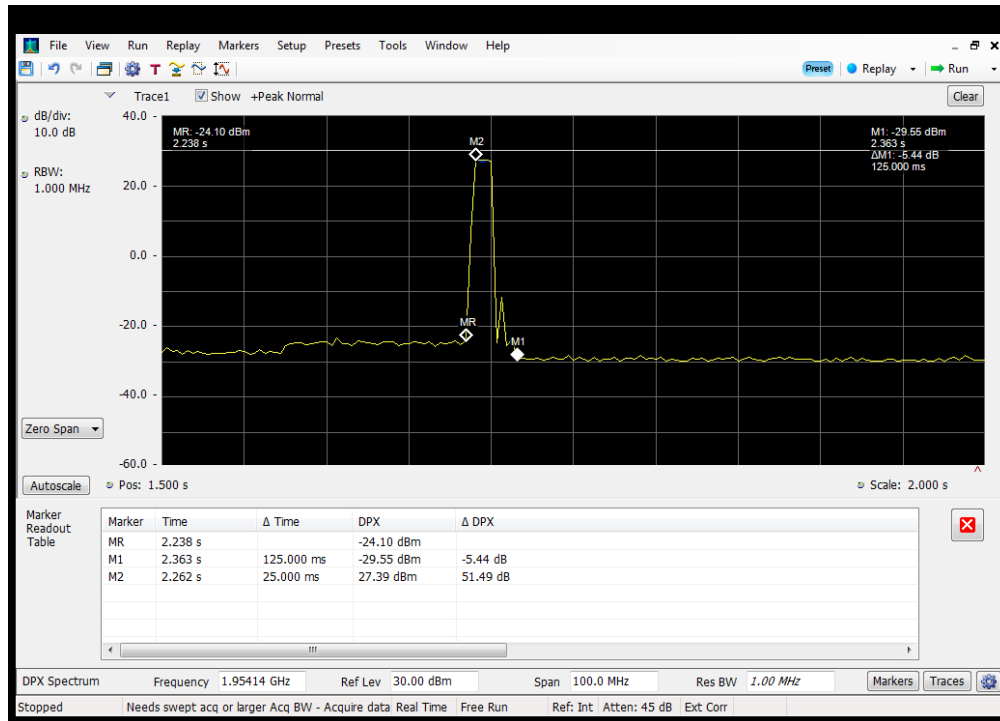 File View Run Replay Markers Setup Presets Tools Window Help
T Preset Replay Run
Trace1 Show +Peak Normal Clear
dB/div:
10.0 dB
RBW:
1.000 MHz
40.0
20.0
0.0
-20.0
-40.0
-60.0
MR: -24.10 dBm
2.238 s
M1: -29.55 dBm
2.363 s
ΔM1: -5.44 dB
125.000 ms
M2
MR
M1
Zero Span
Autoscale Pos: 1.500 s Scale: 2.000 s
Marker
Readout
Table
Marker Time Δ Time DPX Δ DPX
MR 2.238 s -24.10 dBm
M1 2.363 s 125.000 ms -29.55 dBm -5.44 dB
M2 2.262 s 25.000 ms 27.39 dBm 51.49 dB
DPX Spectrum Frequency 1.95414 GHz Ref Lev 30.00 dBm Span 100.0 MHz Res BW 1.00 MHz Markers Traces
Stopped Needs swept acq or larger Acq BW - Acquire data Real Time Free Run Ref: Int Atten: 45 dB Ext Corr